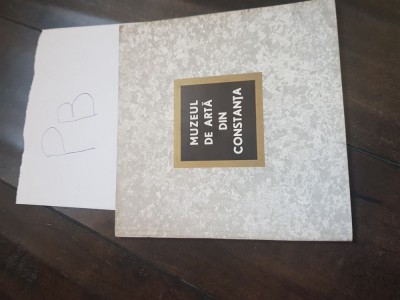 PB
MUZEUL
DE ARTĂ
DIN
CONSTANȚA